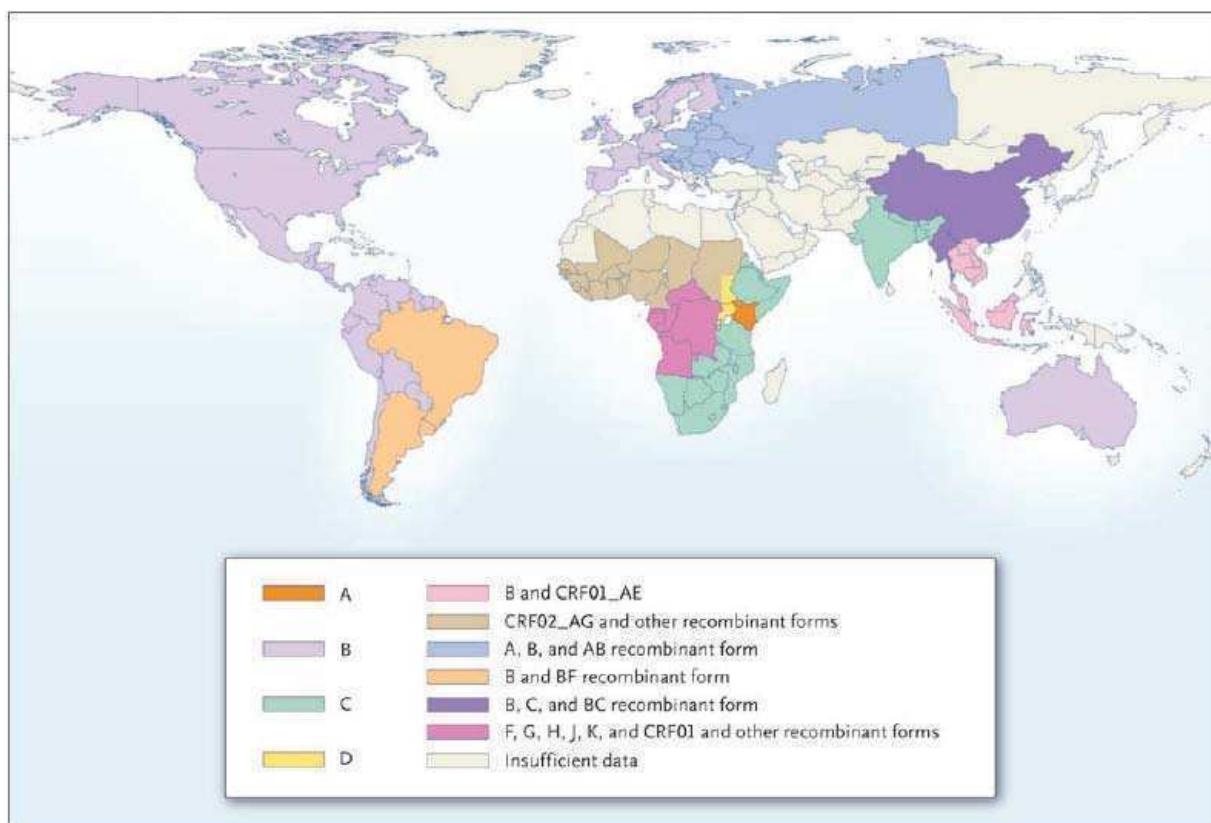 A
B
C
D
B and CRF01_AE
CRF02_AG and other recombinant forms
A, B, and AB recombinant form
B and BF recombinant form
B, C, and BC recombinant form
F, G, H, J, K, and CRF01 and other recombinant forms
Insufficient data